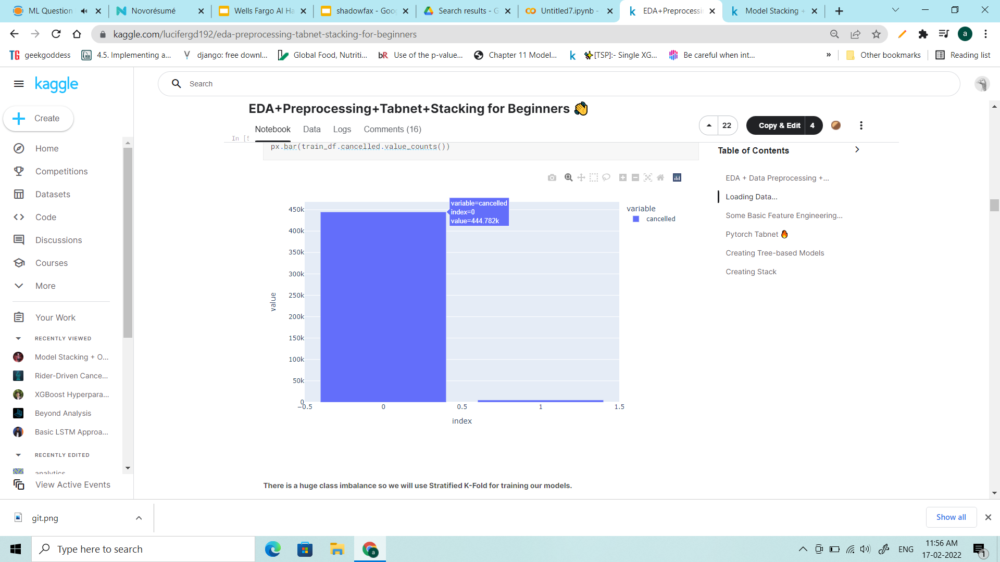 ML Question
Novorésumé
Wells Fargo AI Ha
shadowfax - Goo
Search results - G
Untitled7.ipynb -
EDA+Preprocessi
Model Stacking +
kaggle.com/lucifergd192/eda-preprocessing-tabnet-stacking-for-beginners
a
TG geekgoddess
4.5. Implementing a...
django: free downl...
Global Food, Nutriti...
bR Use of the p-value...
Chapter 11 Model...
[TSP]:- Single XG...
Be careful when int...
»
Other bookmarks
Reading list
kaggle
Search
Create
Home
Competitions
Datasets
Code
Discussions
Courses
More
Your Work
RECENTLY VIEWED
Model Stacking + O...
Rider-Driven Cance...
XGBoost Hyperpara...
Beyond Analysis
Basic LSTM Approa...
RECENTLY EDITED
analytics
View Active Events
EDA+Preprocessing+Tabnet+Stacking for Beginners 👋
Notebook
Data
Logs
Comments (16)
22
Copy & Edit
4
In [5
px.bar(train_df.cancelled.value_counts())
variable=cancelled
index=0
value=444.782k
variable
cancelled
450k
400k
350k
300k
250k
200k
150k
100k
50k
0
value
−0.5
0
0.5
1
1.5
index
There is a huge class imbalance so we will use Stratified K-Fold for training our models.
Table of Contents
EDA + Data Preprocessing +...
Loading Data...
Some Basic Feature Engineering...
Pytorch Tabnet 🔥
Creating Tree-based Models
Creating Stack
git.png
Show all
Type here to search
a
ENG
11:56 AM
17-02-2022
1